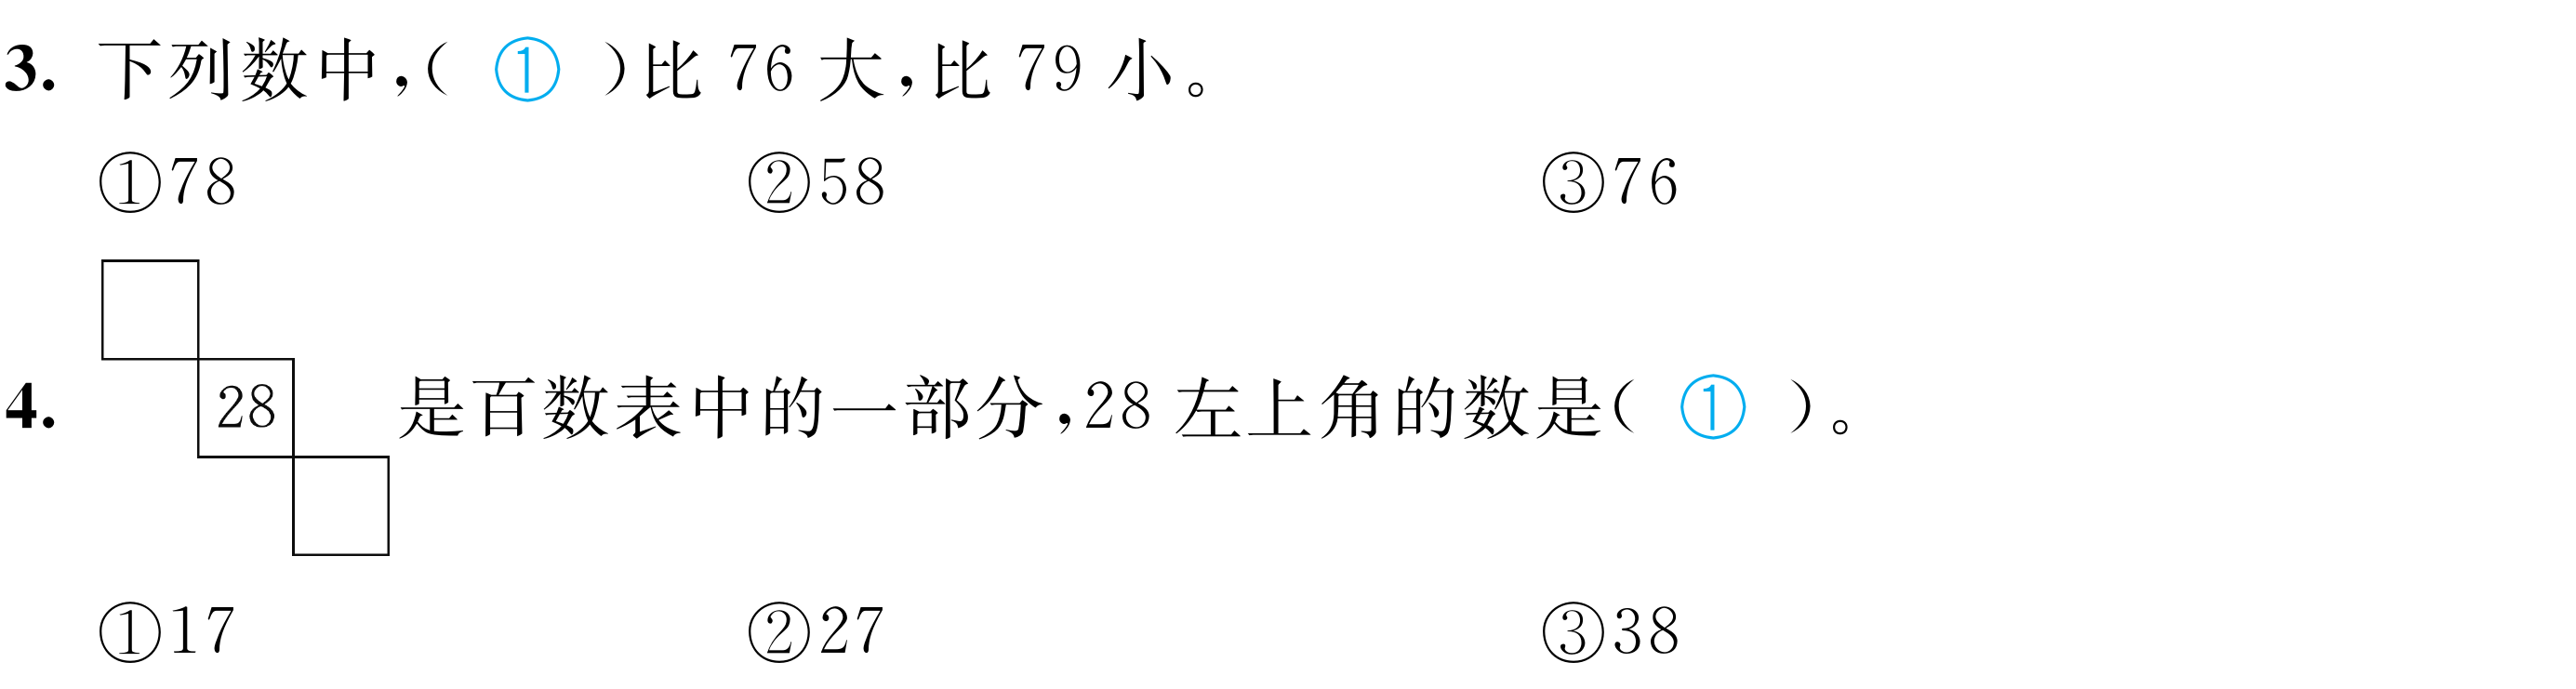 3. 下列数中,( ① )比 76 大,比 79 小。
①78 ②58 ③76
28
4. 是百数表中的一部分,28 左上角的数是( ① )。
①17 ②27 ③38